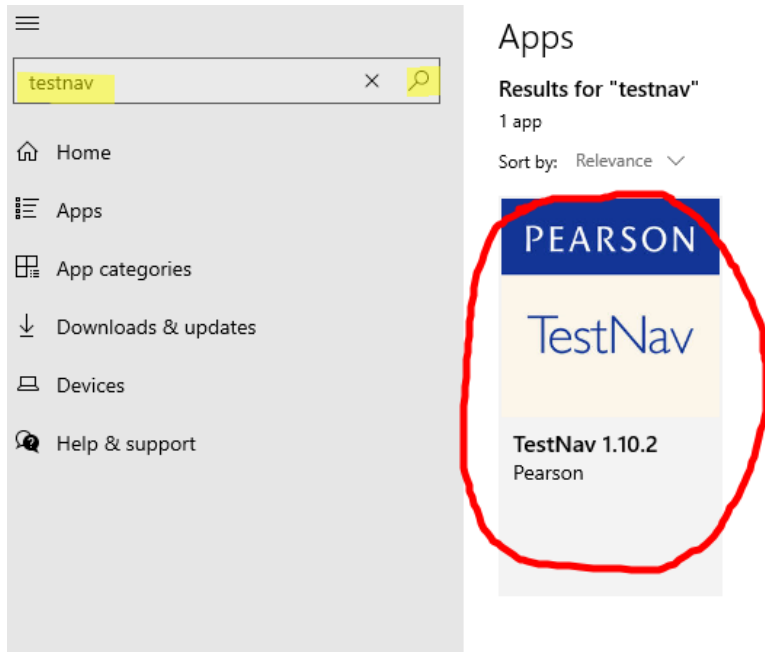 testnav
Home
Apps
App categories
Downloads & updates
Devices
Help & support
Apps
Results for "testnav"
1 app
Sort by: Relevance
PEARSON
TestNav
TestNav 1.10.2
Pearson